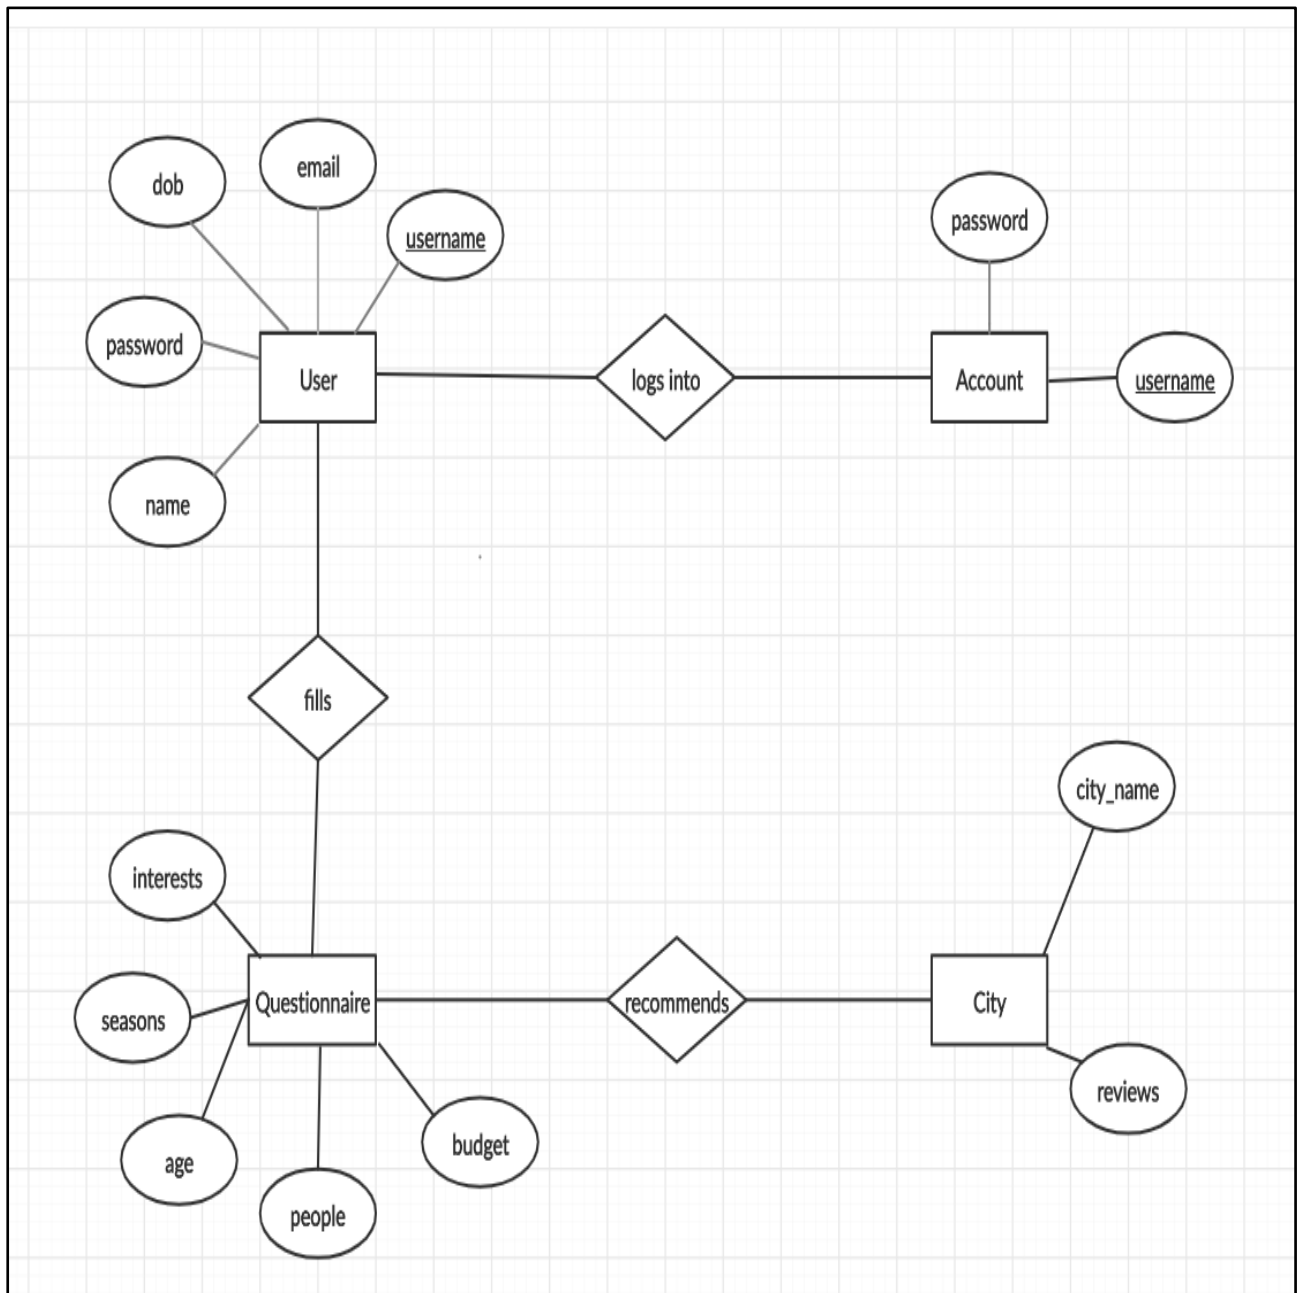 dob
email
username
password
User
name
logs into
password
Account
username
fills
interests
seasons
Questionnaire
age
people
budget
recommends
city_name
City
reviews